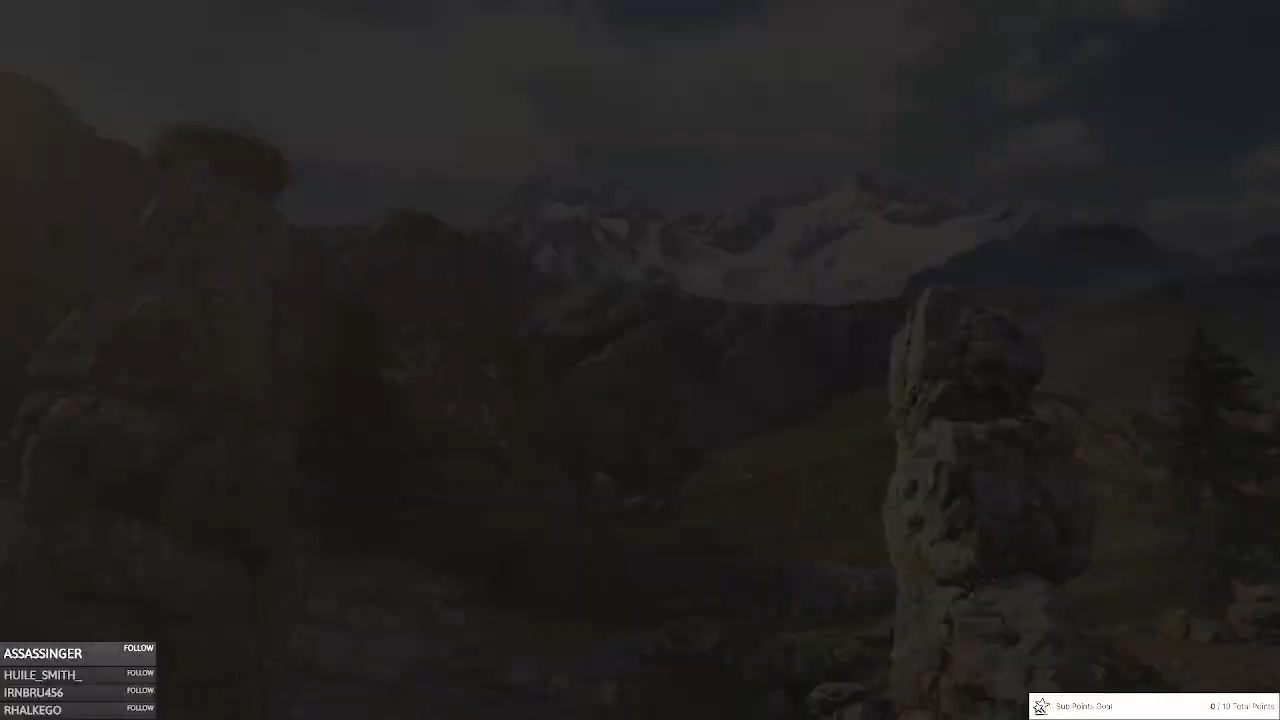 ASSASSINGER FOLLOW
HUILE_SMITH_ FOLLOW
IRNBRU456 FOLLOW
RHALKEGO FOLLOW
Sub Points Goal 0 / 10 Total Points